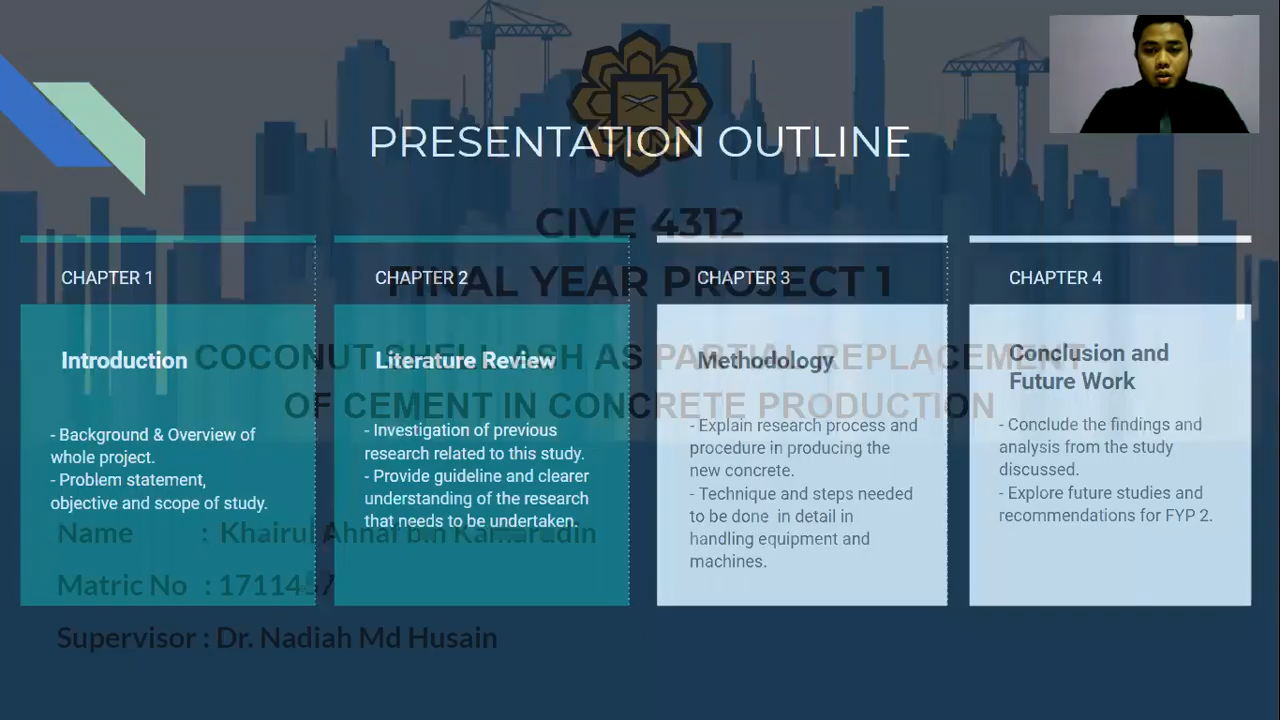 PRESENTATION OUTLINE
CIVE 4312
FINAL YEAR PROJECT 1
COCONUT SHELL ASH AS PARTIAL REPLACEMENT
OF CEMENT IN CONCRETE PRODUCTION
Name : Khairul Ahnaf bin Kamarudin
Matric No :
Supervisor : Dr. Nadiah Md Husain
CHAPTER 1
Introduction
- Background & Overview of
whole project.
- Problem statement,
objective and scope of study.
CHAPTER 2
Literature Review
- Investigation of previous
research related to this study.
- Provide guideline and clearer
understanding of the research
that needs to be undertaken.
CHAPTER 3
Methodology
- Explain research process and
procedure in producing the
new concrete.
- Technique and steps needed
to be done in detail in
handling equipment and
machines.
CHAPTER 4
Conclusion and
Future Work
- Conclude the findings and
analysis from the study
discussed.
- Explore future studies and
recommendations for FYP 2.